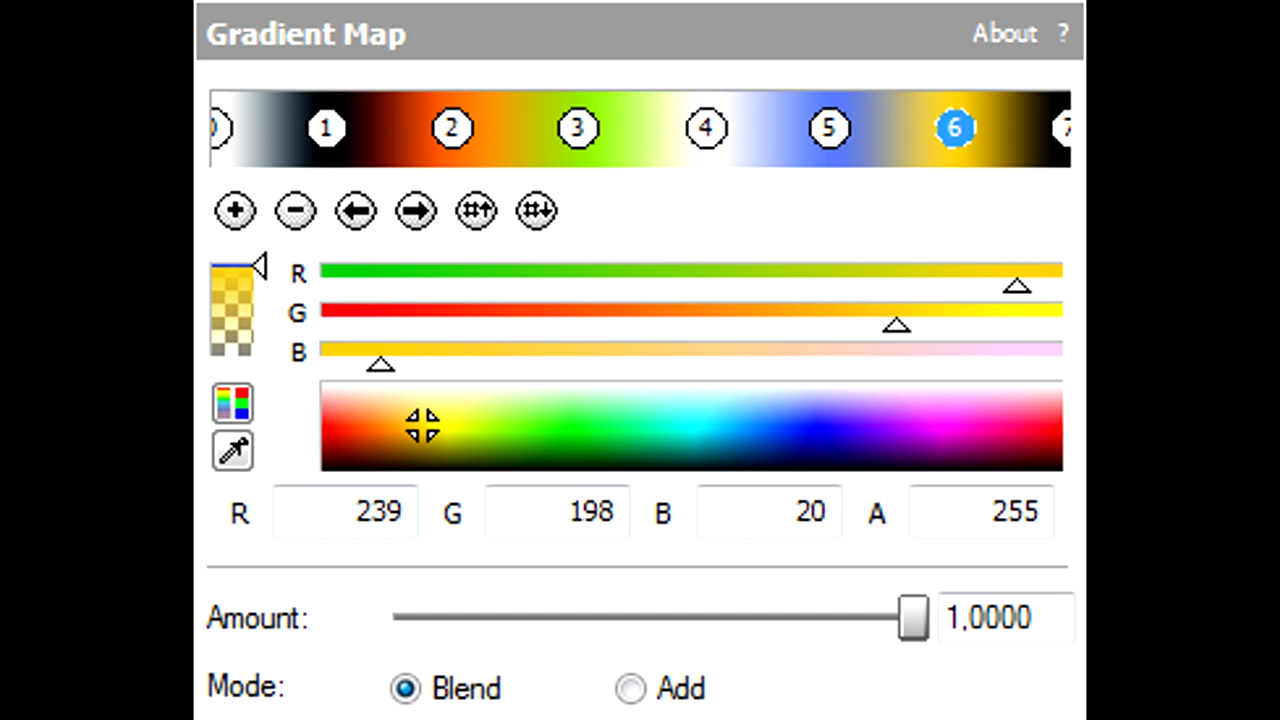 Gradient Map About ?
1 2 3 4 5 6 7
+ - ← → #↑ #↓
R
G
B
R 239 G 198 B 20 A 255
Amount: 1,0000
Mode: Blend Add